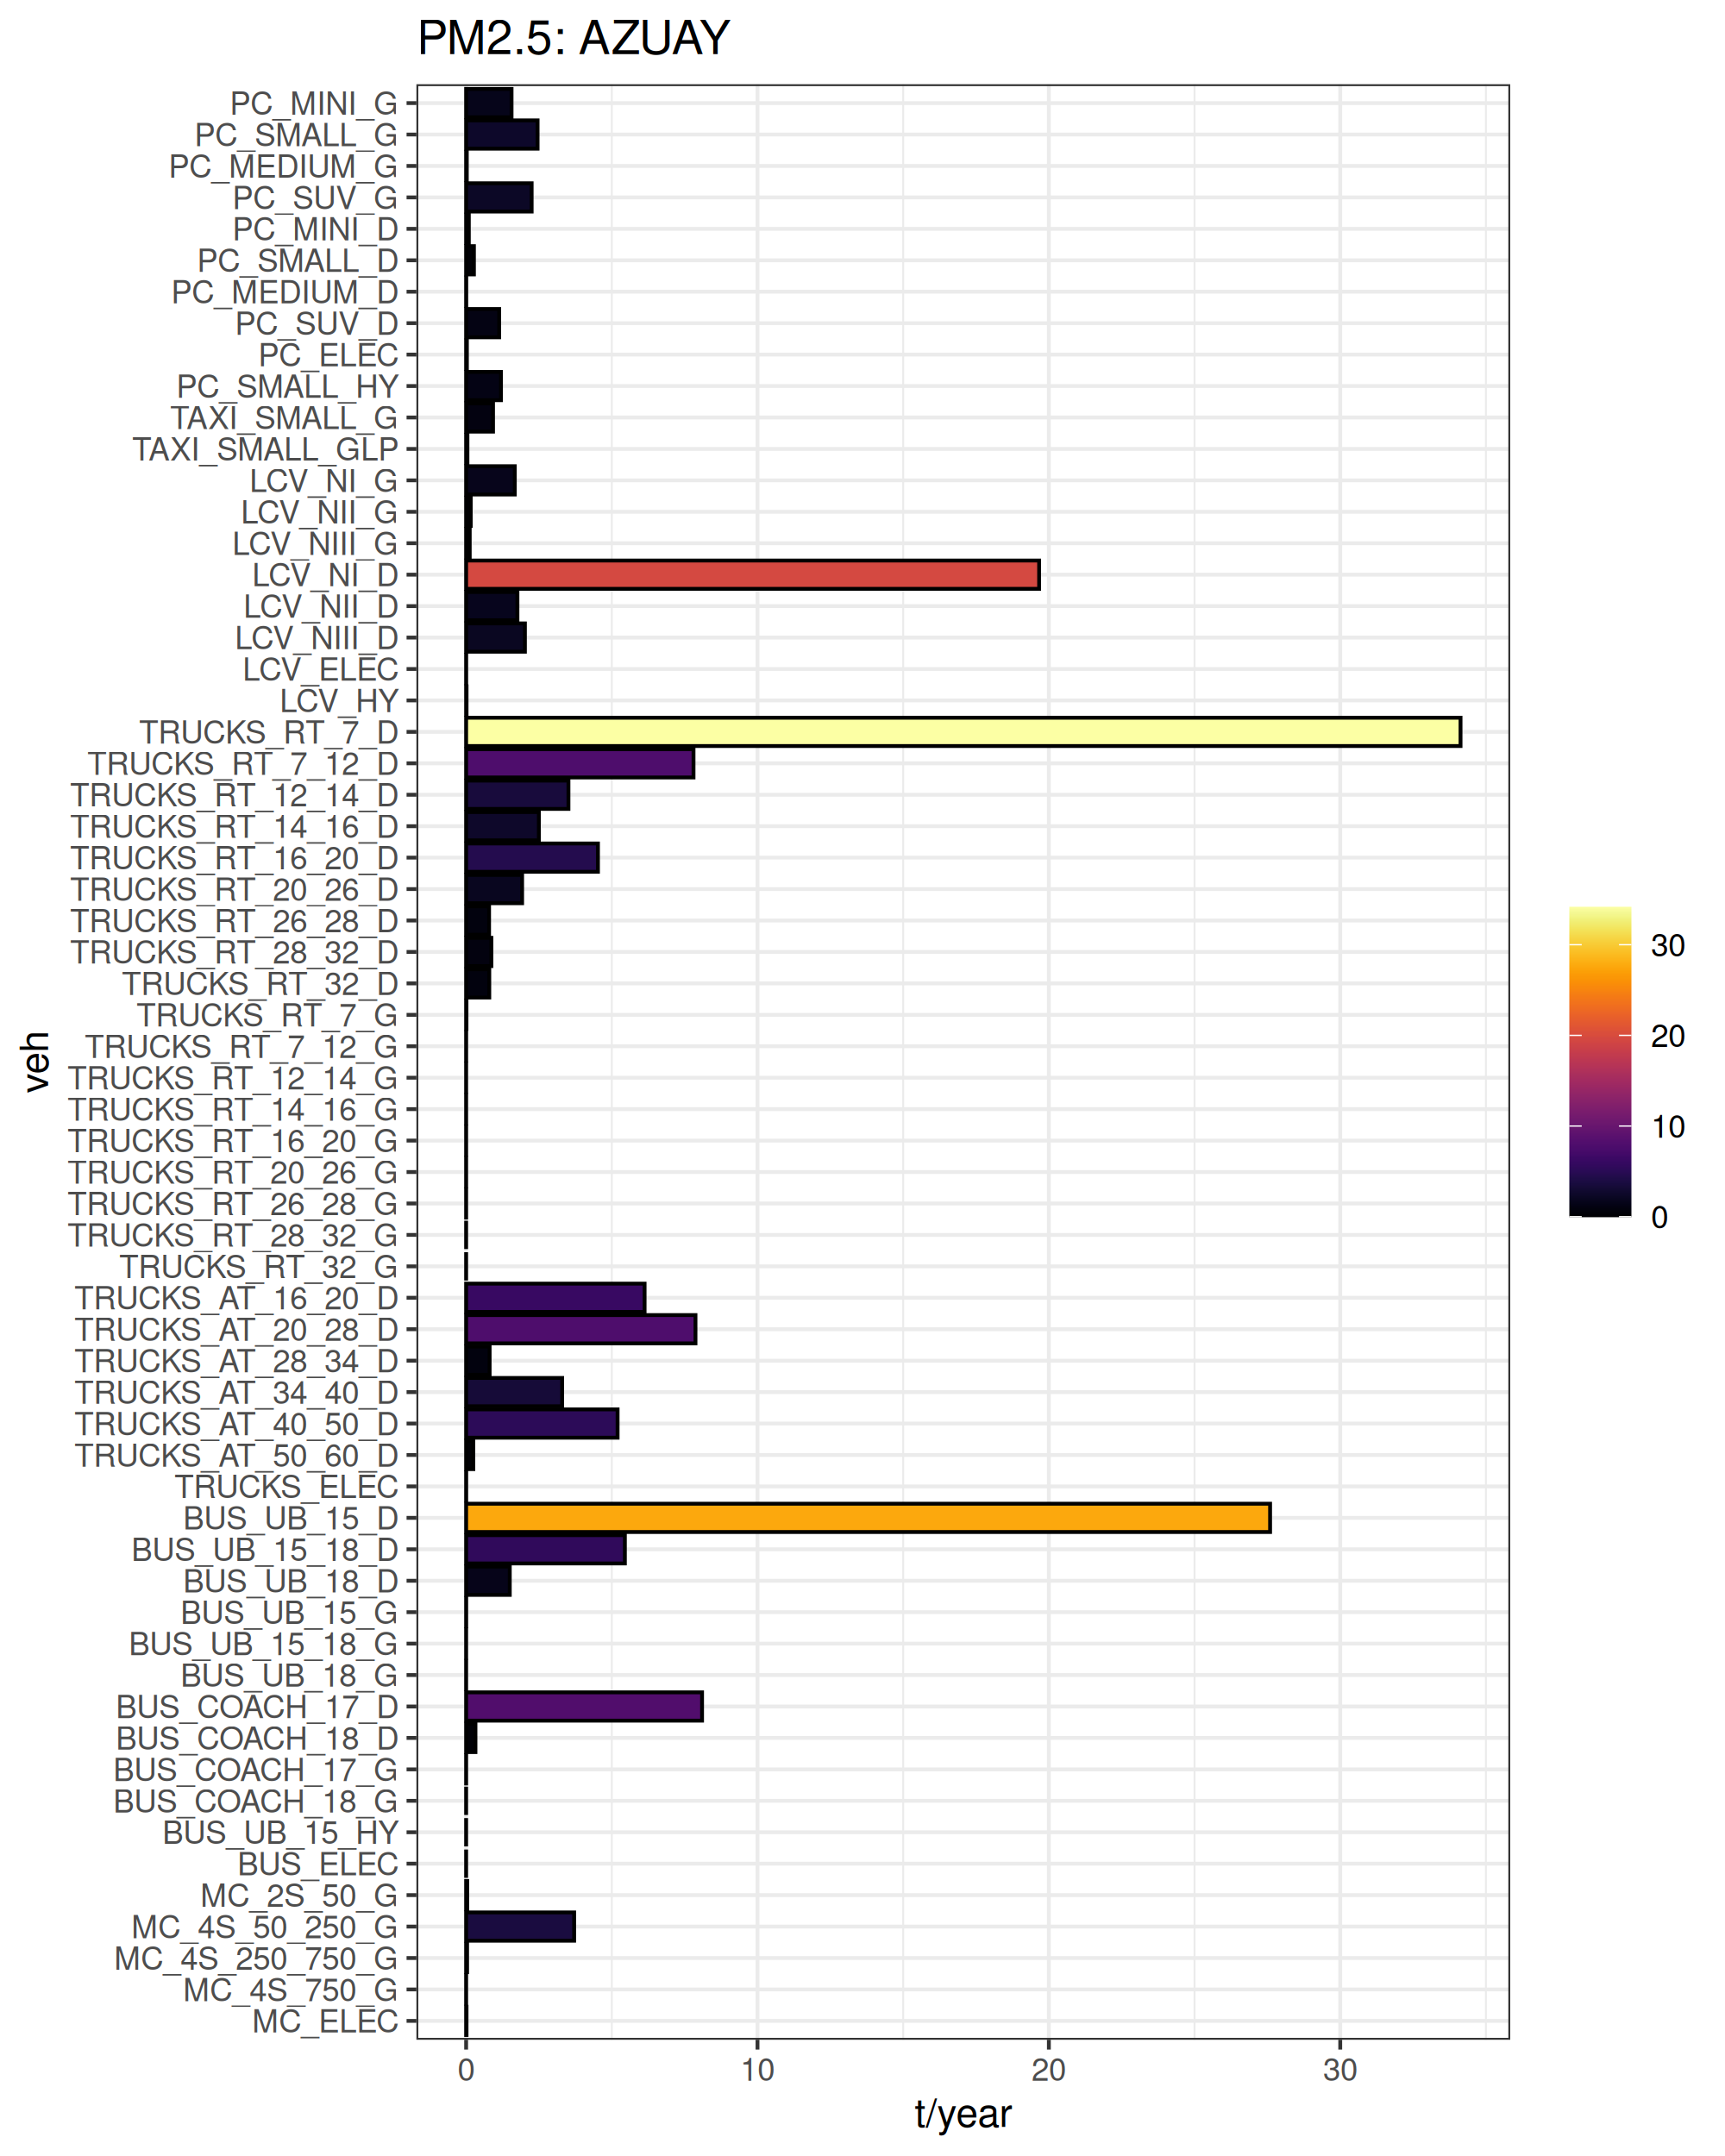 PM2.5: AZUAY
PC_MINI_G
PC_SMALL_G
PC_MEDIUM_G
PC_SUV_G
PC_MINI_D
PC_SMALL_D
PC_MEDIUM_D
PC_SUV_D
PC_ELEC
PC_SMALL_HY
TAXI_SMALL_G
TAXI_SMALL_GLP
LCV_NI_G
LCV_NII_G
LCV_NIII_G
LCV_NI_D
LCV_NII_D
LCV_NIII_D
LCV_ELEC
LCV_HY
TRUCKS_RT_7_D
TRUCKS_RT_7_12_D
TRUCKS_RT_12_14_D
TRUCKS_RT_14_16_D
TRUCKS_RT_16_20_D
TRUCKS_RT_20_26_D
TRUCKS_RT_26_28_D
TRUCKS_RT_28_32_D
TRUCKS_RT_32_D
TRUCKS_RT_7_G
TRUCKS_RT_7_12_G
TRUCKS_RT_12_14_G
TRUCKS_RT_14_16_G
TRUCKS_RT_16_20_G
TRUCKS_RT_20_26_G
TRUCKS_RT_26_28_G
TRUCKS_RT_28_32_G
TRUCKS_RT_32_G
TRUCKS_AT_16_20_D
TRUCKS_AT_20_28_D
TRUCKS_AT_28_34_D
TRUCKS_AT_34_40_D
TRUCKS_AT_40_50_D
TRUCKS_AT_50_60_D
TRUCKS_ELEC
BUS_UB_15_D
BUS_UB_15_18_D
BUS_UB_18_D
BUS_UB_15_G
BUS_UB_15_18_G
BUS_UB_18_G
BUS_COACH_17_D
BUS_COACH_18_D
BUS_COACH_17_G
BUS_COACH_18_G
BUS_UB_15_HY
BUS_ELEC
MC_2S_50_G
MC_4S_50_250_G
MC_4S_250_750_G
MC_4S_750_G
MC_ELEC
veh
0 10 20 30
t/year
30
20
10
0